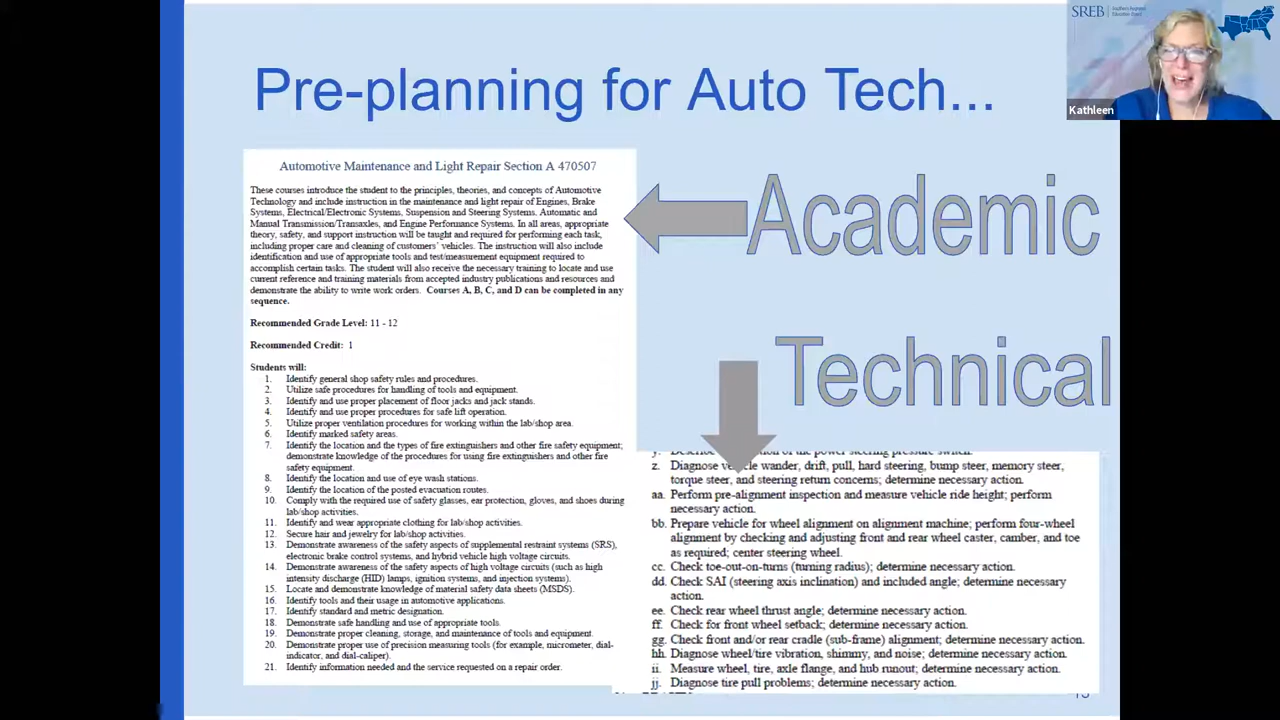 SREB
Kathleen
Pre-planning for Auto Tech...
Automotive Maintenance and Light Repair Section A 470507
These courses introduce the student to the principles, theories, and concepts of Automotive
Technology and include instruction in the maintenance and light repair of Engines, Brake
Systems, Electrical/Electronic Systems, Suspension and Steering Systems, Automatic and
Manual Transmission/Transaxles, and Engine Performance Systems. In all areas, appropriate
theory, safety, and support instruction will be taught and required for performing each task,
including proper care and cleaning of customers' vehicles. The instruction will also include
identification and use of appropriate tools and test/measurement equipment required to
accomplish certain tasks. The student will also receive the necessary training to locate and use
current reference and training materials from accepted industry publications and resources and
demonstrate the ability to write work orders. Courses A, B, C, and D can be completed in any
sequence.
Recommended Grade Level: 11 - 12
Recommended Credit: 1
Students will:
1. Identify general shop safety rules and procedures.
2. Utilize safe procedures for handling of tools and equipment.
3. Identify and use proper placement of floor jacks and jack stands.
4. Identify and use proper procedures for safe lift operation.
5. Utilize proper ventilation procedures for working within the lab/shop area.
6. Identify marked safety areas.
7. Identify the location and the types of fire extinguishers and other fire safety equipment;
demonstrate knowledge of the procedures for using fire extinguishers and other fire
safety equipment.
8. Identify the location and use of eye wash stations.
9. Identify the location of the posted evacuation routes.
10. Comply with the required use of safety glasses, ear protection, gloves, and shoes during
lab/shop activities.
11. Identify and wear appropriate clothing for lab/shop activities.
12. Secure hair and jewelry for lab/shop activities.
13. Demonstrate awareness of the safety aspects of supplemental restraint systems (SRS),
electronic brake control systems, and hybrid vehicle high voltage circuits.
14. Demonstrate awareness of the safety aspects of high voltage circuits (such as high
intensity discharge (HID) lamps, ignition systems, and injection systems).
15. Locate and demonstrate knowledge of material safety data sheets (MSDS).
16. Identify tools and their usage in automotive applications.
17. Identify standard and metric designation.
18. Demonstrate safe handling and use of appropriate tools.
19. Demonstrate proper cleaning, storage, and maintenance of tools and equipment.
20. Demonstrate proper use of precision measuring tools (for example, micrometer, dial-
indicator, and dial-caliper).
21. Identify information needed and the service requested on a repair order.
Academic
Technical
z. Diagnose vehicle wander, drift, pull, hard steering, bump steer, memory steer,
torque steer, and steering return concerns; determine necessary action.
aa. Perform pre-alignment inspection and measure vehicle ride height; perform
necessary action.
bb. Prepare vehicle for wheel alignment on alignment machine; perform four-wheel
alignment by checking and adjusting front and rear wheel caster, camber, and toe
as required; center steering wheel.
cc. Check toe-out-on-turns (turning radius); determine necessary action.
dd. Check SAI (steering axis inclination) and included angle; determine necessary
action.
ee. Check rear wheel thrust angle; determine necessary action.
ff. Check for front wheel setback; determine necessary action.
gg. Check front and/or rear cradle (sub-frame) alignment; determine necessary action.
hh. Diagnose wheel/tire vibration, shimmy, and noise; determine necessary action.
ii. Measure wheel, tire, axle flange, and hub runout; determine necessary action.
jj. Diagnose tire pull problems; determine necessary action.